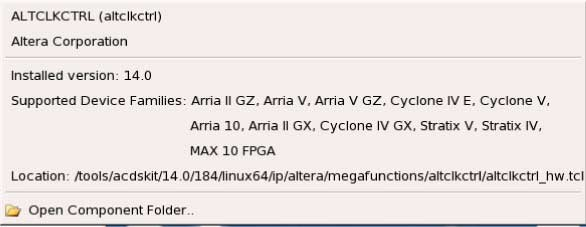 ALTCLKCTRL (altclkctrl)
Altera Corporation
Installed version: 14.0
Supported Device Families: Arria II GZ, Arria V, Arria V GZ, Cyclone IV E, Cyclone V,
Arria 10, Arria II GX, Cyclone IV GX, Stratix V, Stratix IV,
MAX 10 FPGA
Location: /tools/acdskit/14.0/184/linux64/ip/altera/megafunctions/altclkctrl/altclkctrl_hw.tcl
Open Component Folder..